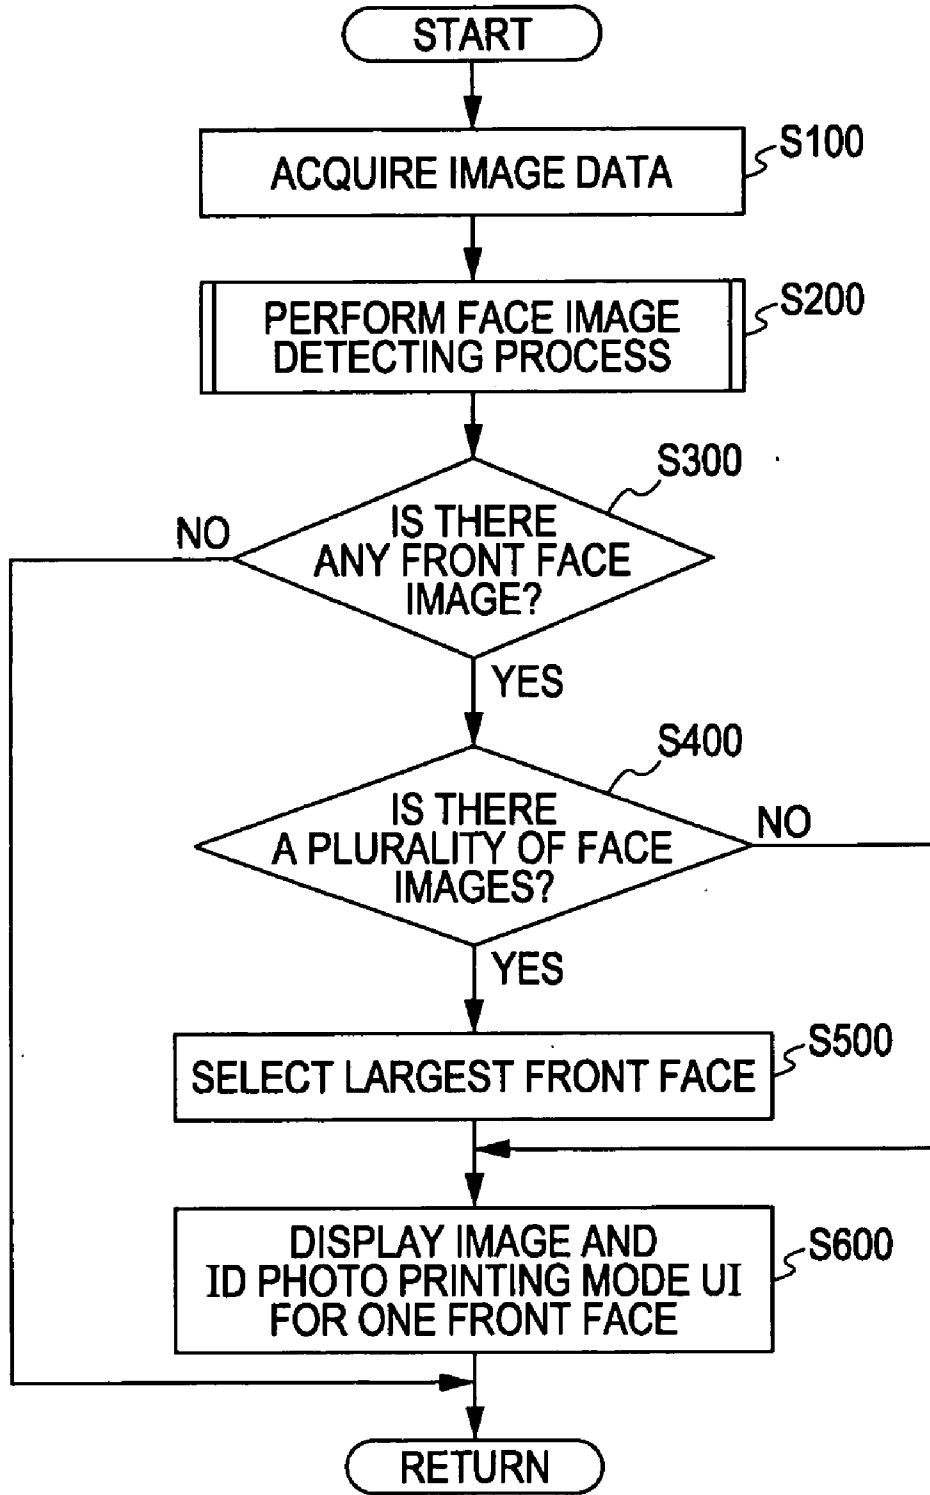 START
S100
ACQUIRE IMAGE DATA
S200
PERFORM FACE IMAGE
DETECTING PROCESS
S300
NO
IS THERE
ANY FRONT FACE
IMAGE?
YES
S400
IS THERE
A PLURALITY OF FACE
IMAGES?
NO
YES
S500
SELECT LARGEST FRONT FACE
S600
DISPLAY IMAGE AND
ID PHOTO PRINTING MODE UI
FOR ONE FRONT FACE
RETURN